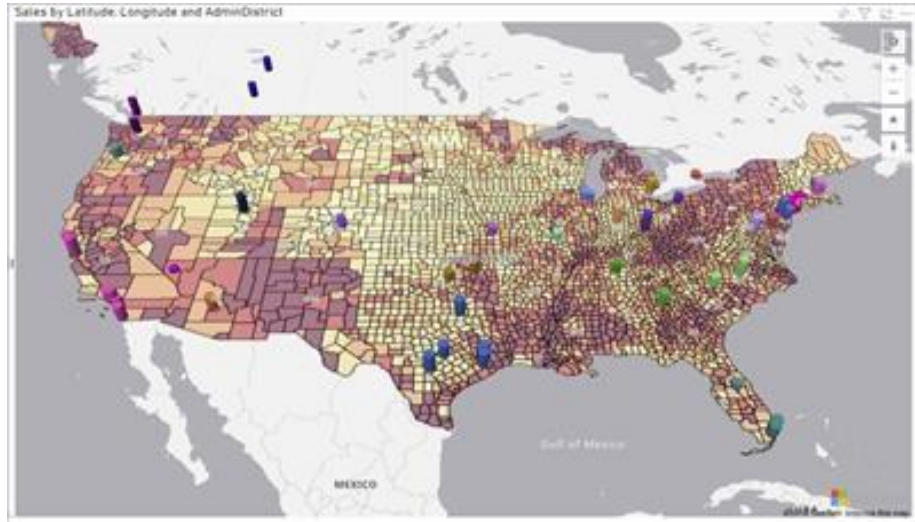 Sales by Latitude, Longitude and AdminDistrict
Gulf of Mexico
MEXICO